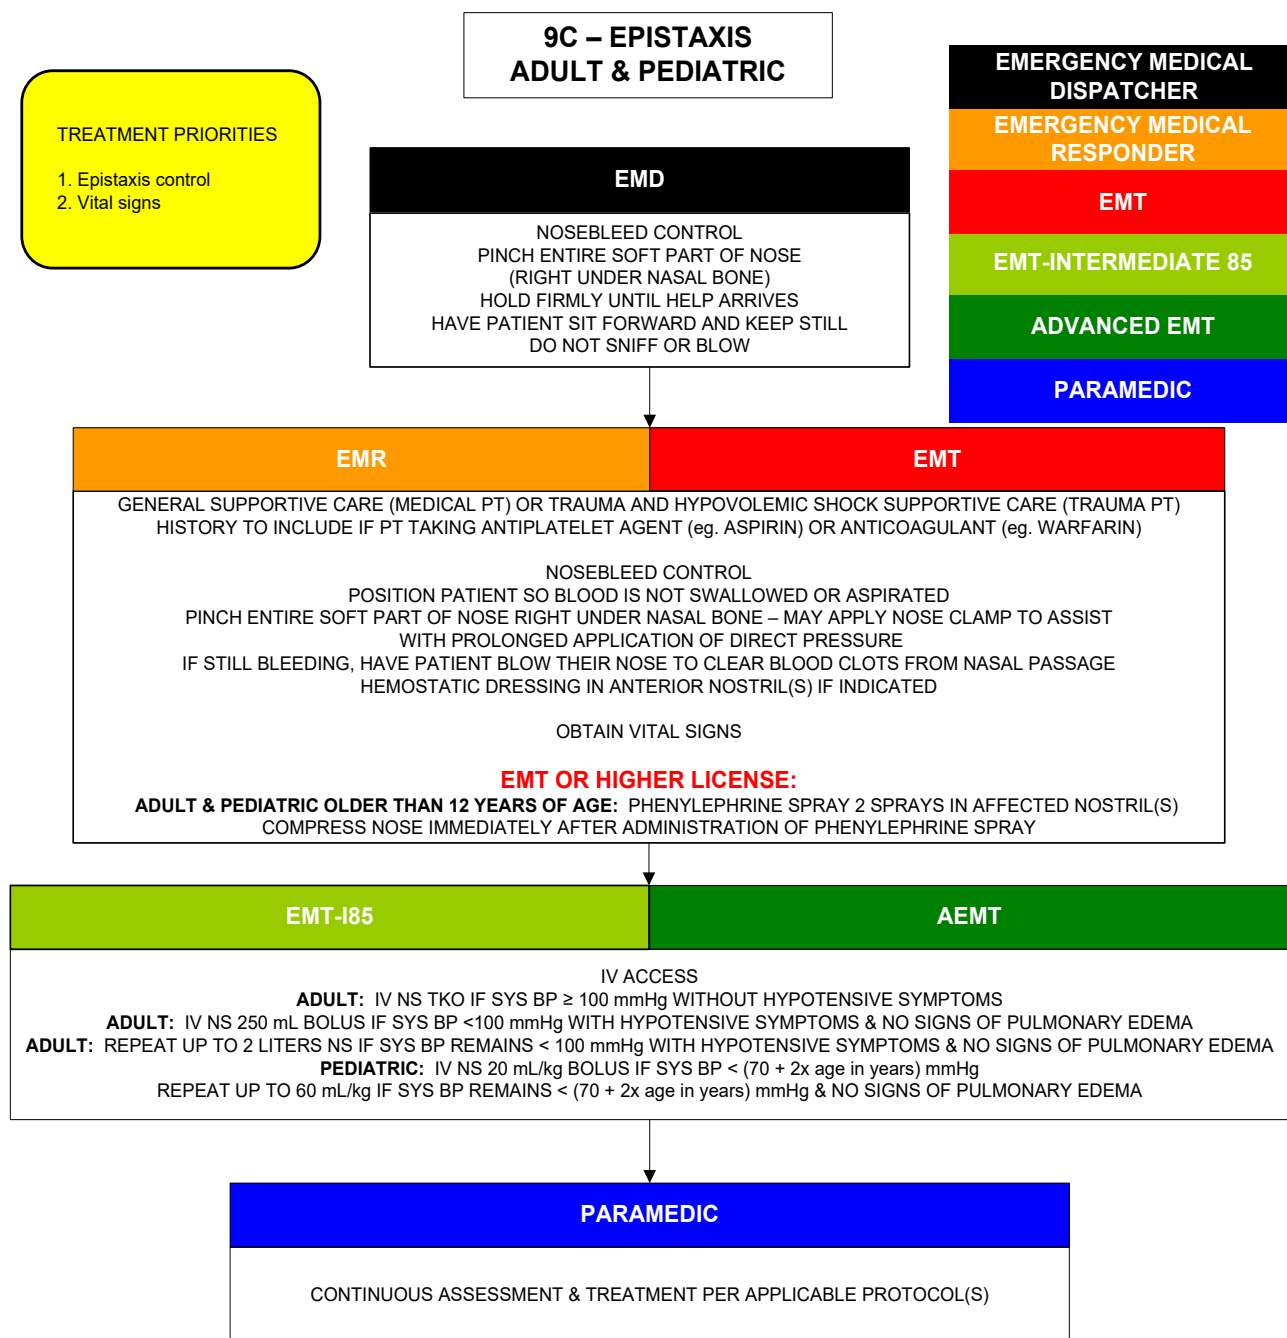 9C – EPISTAXIS
ADULT & PEDIATRIC
TREATMENT PRIORITIES
1. Epistaxis control
2. Vital signs
EMERGENCY MEDICAL
DISPATCHER
EMERGENCY MEDICAL
RESPONDER
EMT
EMT-INTERMEDIATE 85
ADVANCED EMT
PARAMEDIC
EMD
NOSEBLEED CONTROL
PINCH ENTIRE SOFT PART OF NOSE
(RIGHT UNDER NASAL BONE)
HOLD FIRMLY UNTIL HELP ARRIVES
HAVE PATIENT SIT FORWARD AND KEEP STILL
DO NOT SNIFF OR BLOW
EMR
EMT
GENERAL SUPPORTIVE CARE (MEDICAL PT) OR TRAUMA AND HYPOVOLEMIC SHOCK SUPPORTIVE CARE (TRAUMA PT)
HISTORY TO INCLUDE IF PT TAKING ANTIPLATELET AGENT (eg. ASPIRIN) OR ANTICOAGULANT (eg. WARFARIN)
NOSEBLEED CONTROL
POSITION PATIENT SO BLOOD IS NOT SWALLOWED OR ASPIRATED
PINCH ENTIRE SOFT PART OF NOSE RIGHT UNDER NASAL BONE – MAY APPLY NOSE CLAMP TO ASSIST
WITH PROLONGED APPLICATION OF DIRECT PRESSURE
IF STILL BLEEDING, HAVE PATIENT BLOW THEIR NOSE TO CLEAR BLOOD CLOTS FROM NASAL PASSAGE
HEMOSTATIC DRESSING IN ANTERIOR NOSTRIL(S) IF INDICATED
OBTAIN VITAL SIGNS
EMT OR HIGHER LICENSE:
ADULT & PEDIATRIC OLDER THAN 12 YEARS OF AGE: PHENYLEPHRINE SPRAY 2 SPRAYS IN AFFECTED NOSTRIL(S)
COMPRESS NOSE IMMEDIATELY AFTER ADMINISTRATION OF PHENYLEPHRINE SPRAY
EMT-I85
AEMT
IV ACCESS
ADULT: IV NS TKO IF SYS BP ≥ 100 mmHg WITHOUT HYPOTENSIVE SYMPTOMS
ADULT: IV NS 250 mL BOLUS IF SYS BP <100 mmHg WITH HYPOTENSIVE SYMPTOMS & NO SIGNS OF PULMONARY EDEMA
ADULT: REPEAT UP TO 2 LITERS NS IF SYS BP REMAINS < 100 mmHg WITH HYPOTENSIVE SYMPTOMS & NO SIGNS OF PULMONARY EDEMA
PEDIATRIC: IV NS 20 mL/kg BOLUS IF SYS BP < (70 + 2x age in years) mmHg
REPEAT UP TO 60 mL/kg IF SYS BP REMAINS < (70 + 2x age in years) mmHg & NO SIGNS OF PULMONARY EDEMA
PARAMEDIC
CONTINUOUS ASSESSMENT & TREATMENT PER APPLICABLE PROTOCOL(S)